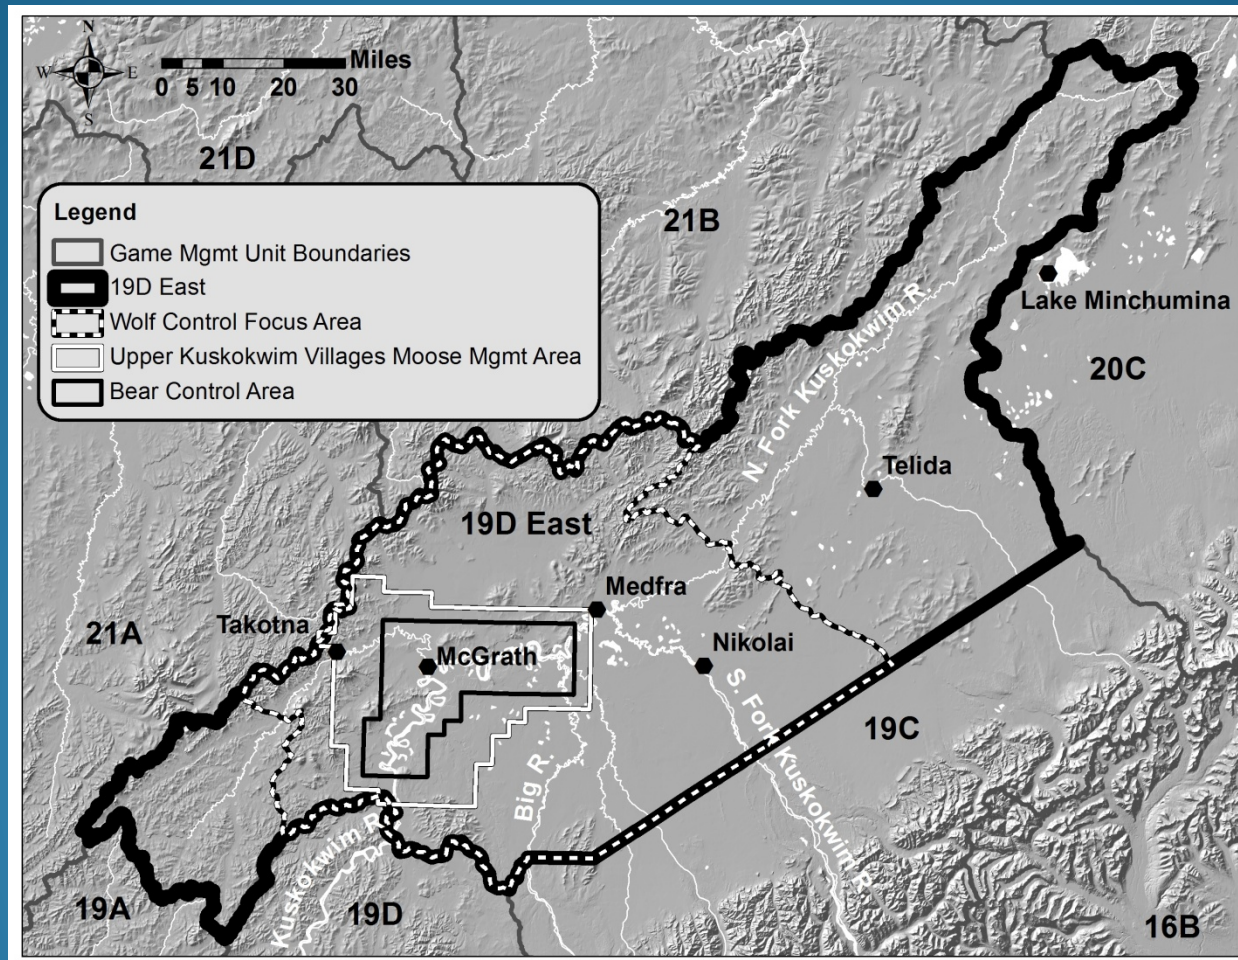 N
W
E
S
Miles
0 5 10 20 30
21D
Legend
Game Mgmt Unit Boundaries
19D East
Wolf Control Focus Area
Upper Kuskokwim Villages Moose Mgmt Area
Bear Control Area
21B
Lake Minchumina
20C
N. Fork Kuskokwim R.
Telida
19D East
Medfra
Takotna
21A
McGrath
Nikolai
S. Fork Kuskokwim R.
19C
Big R.
Kuskokwim R.
19A
19D
16B